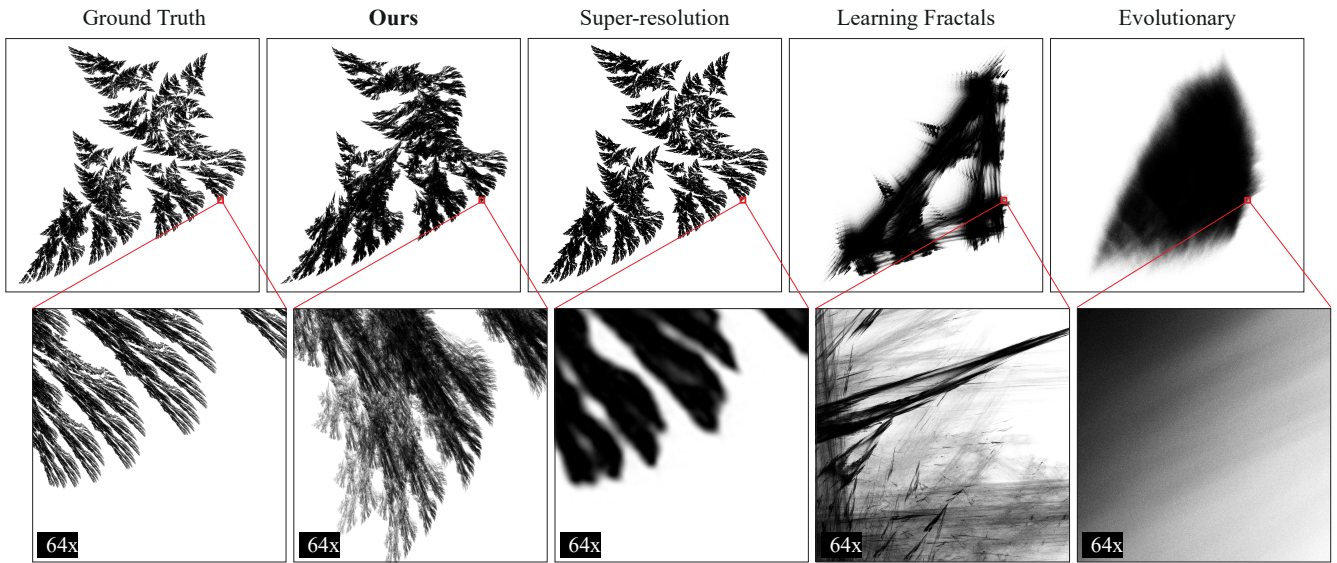 Ground Truth
Ours
Super-resolution
Learning Fractals
Evolutionary
64x
64x
64x
64x
64x